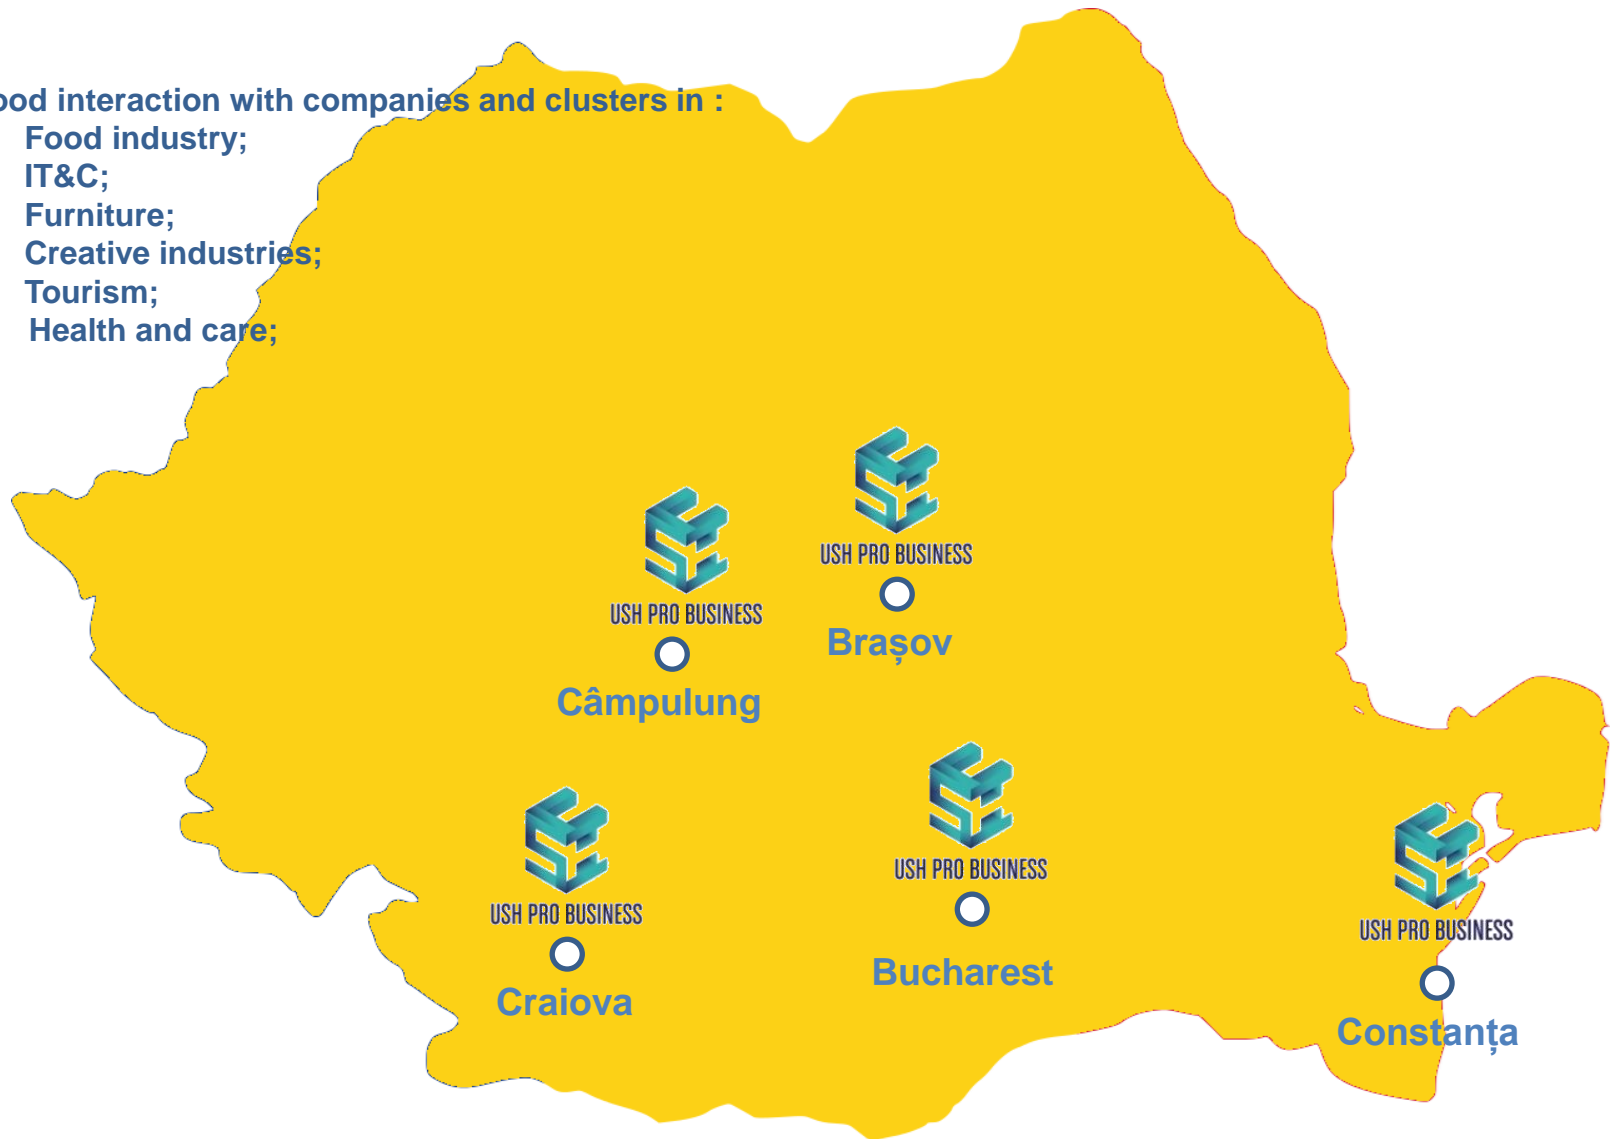 ood interaction with companies and clusters in :
Food industry;
IT&C;
Furniture;
Creative industries;
Tourism;
Health and care;
USH PRO BUSINESS
Brașov
USH PRO BUSINESS
Câmpulung
USH PRO BUSINESS
Bucharest
USH PRO BUSINESS
Craiova
USH PRO BUSINESS
Constanța